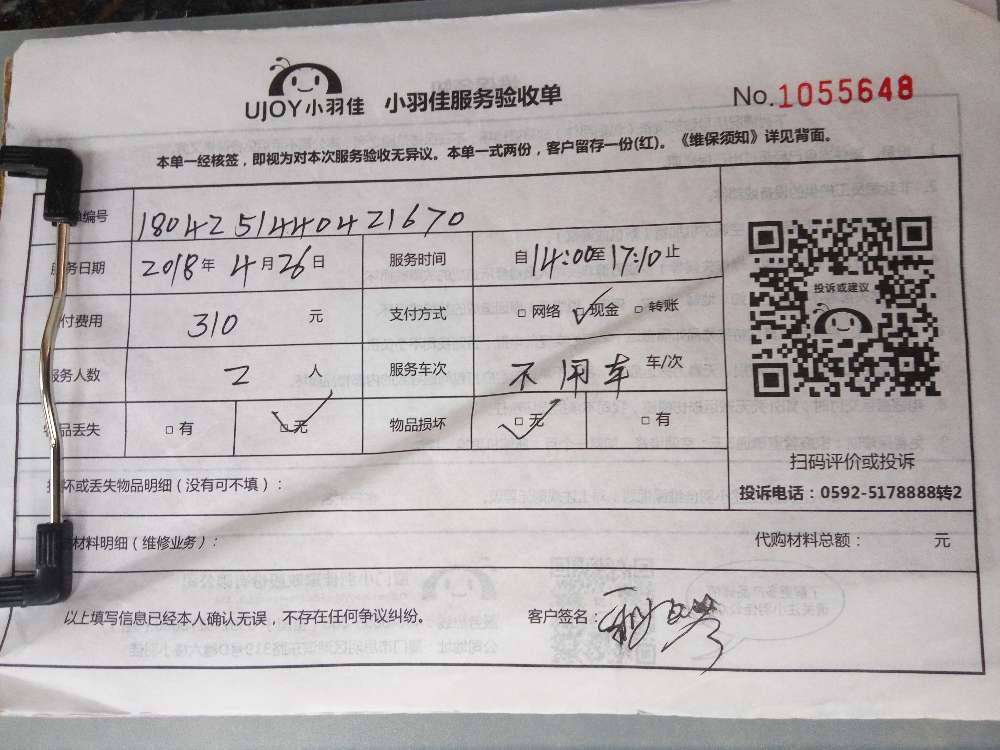 UJOY小羽佳 小羽佳服务验收单 No.1055648
本单一经核签，即视为对本次服务验收无异议。本单一式两份，客户留存一份(红)。《维保须知》详见背面。
编号 1804251440421670
服务日期 2018年4月26日 服务时间 自14:00至17:10止
付费用 310 元 支付方式 □网络 □现金 □转账
服务人数 2 人 服务车次 不用车 车/次
物品丢失 □有 □无 物品损坏 □无 □有
坏或丢失物品明细（没有可不填）：
材料明细（维修业务）： 代购材料总额： 元
以上填写信息已经本人确认无误，不存在任何争议纠纷。 客户签名：
投诉或建议
扫码评价或投诉
投诉电话：0592-5178888转2